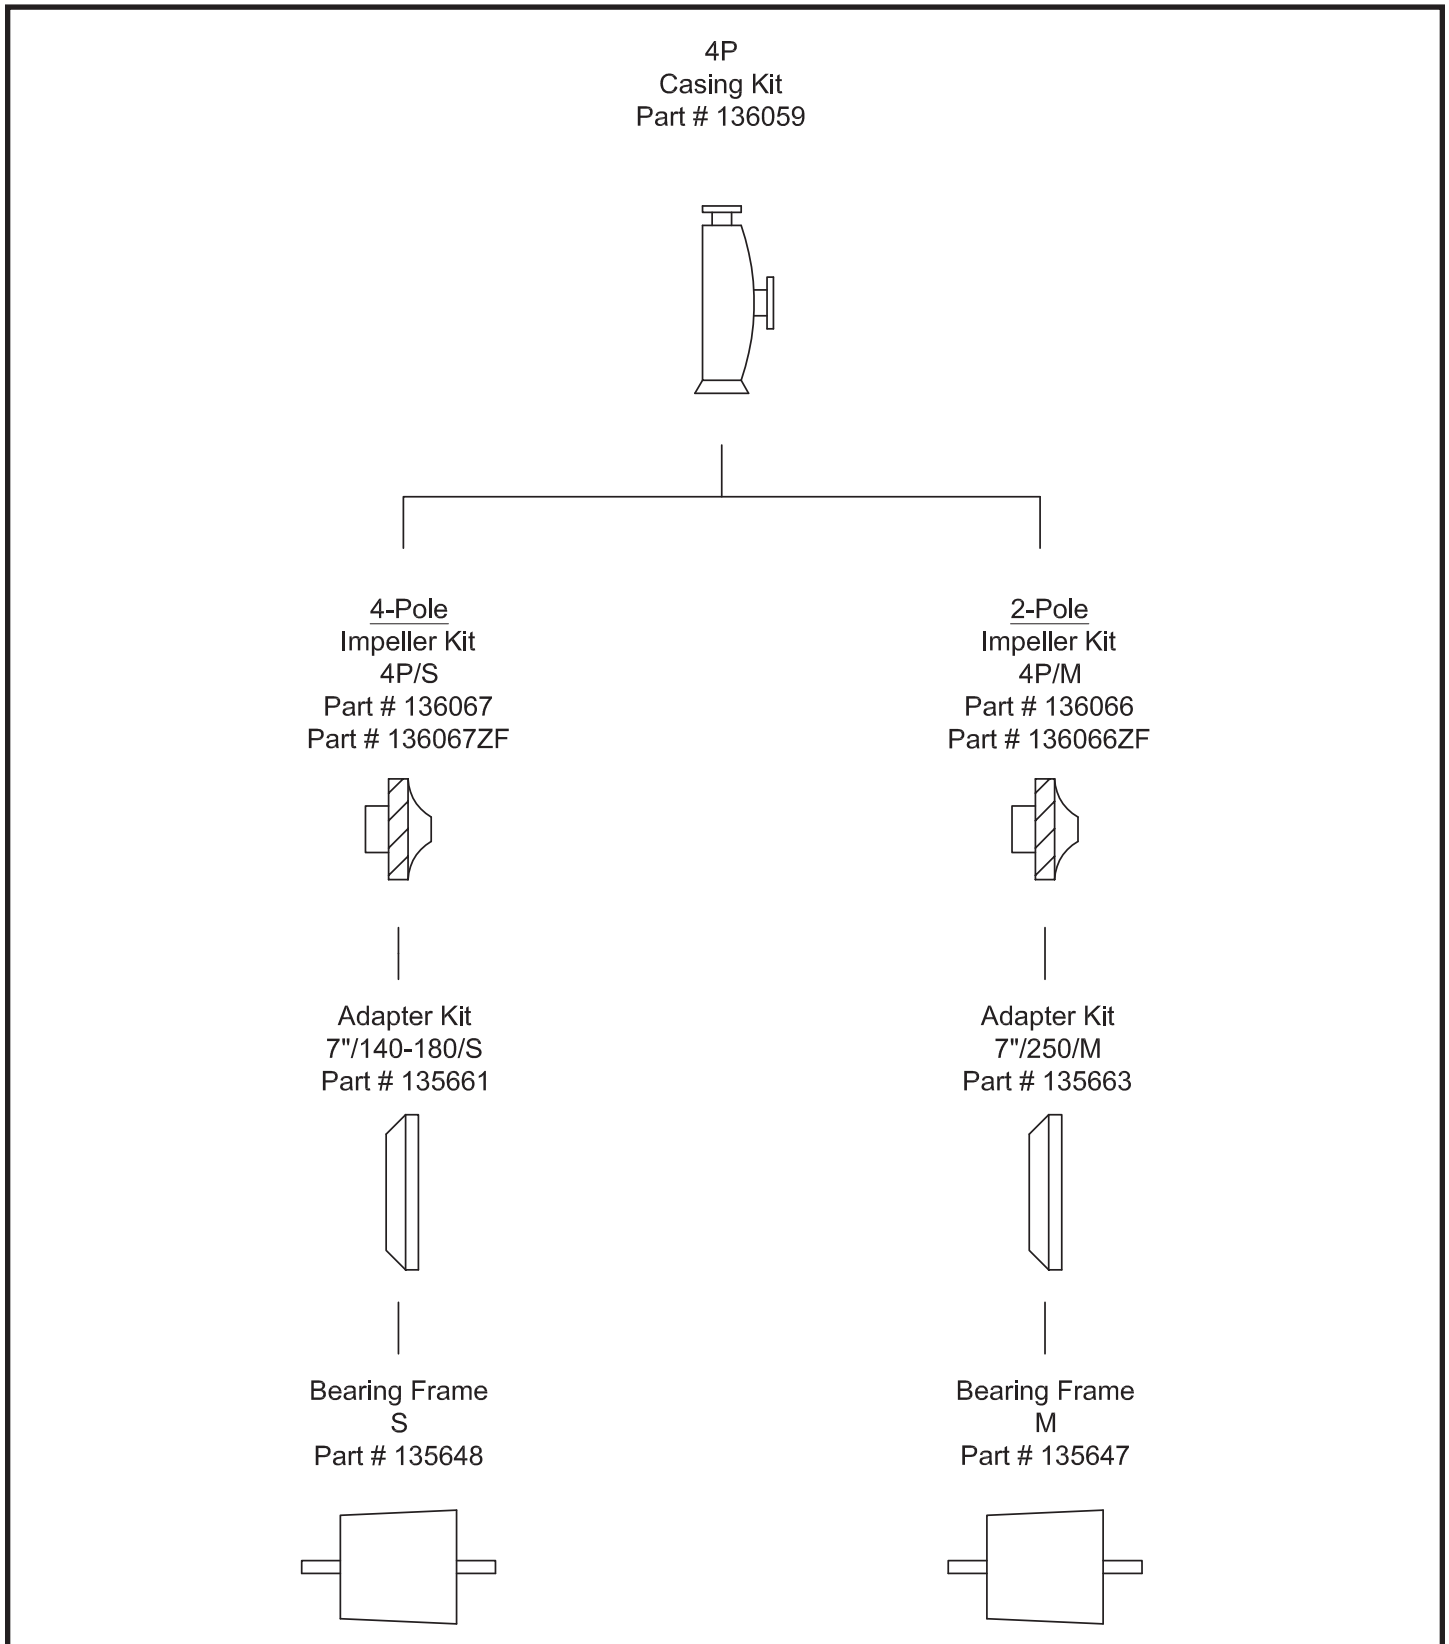 4P
Casing Kit
Part # 136059
4-Pole
Impeller Kit
4P/S
Part # 136067
Part # 136067ZF
2-Pole
Impeller Kit
4P/M
Part # 136066
Part # 136066ZF
Adapter Kit
7"/140-180/S
Part # 135661
Adapter Kit
7"/250/M
Part # 135663
Bearing Frame
S
Part # 135648
Bearing Frame
M
Part # 135647